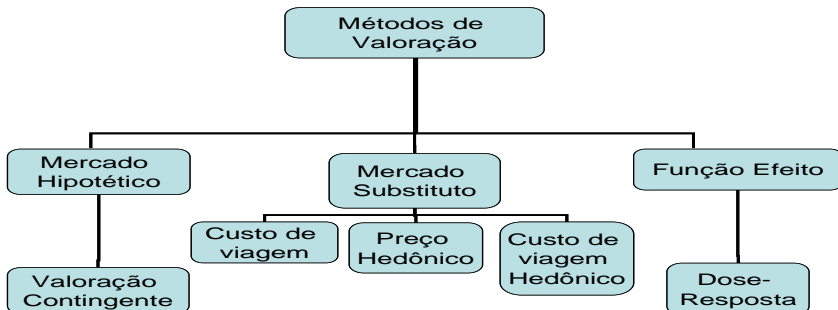 Métodos de
Valoração
Mercado
Hipotético
Mercado
Substituto
Função Efeito
Custo de
viagem
Preço
Hedônico
Custo de
viagem
Hedônico
Valoração
Contingente
Dose-
Resposta